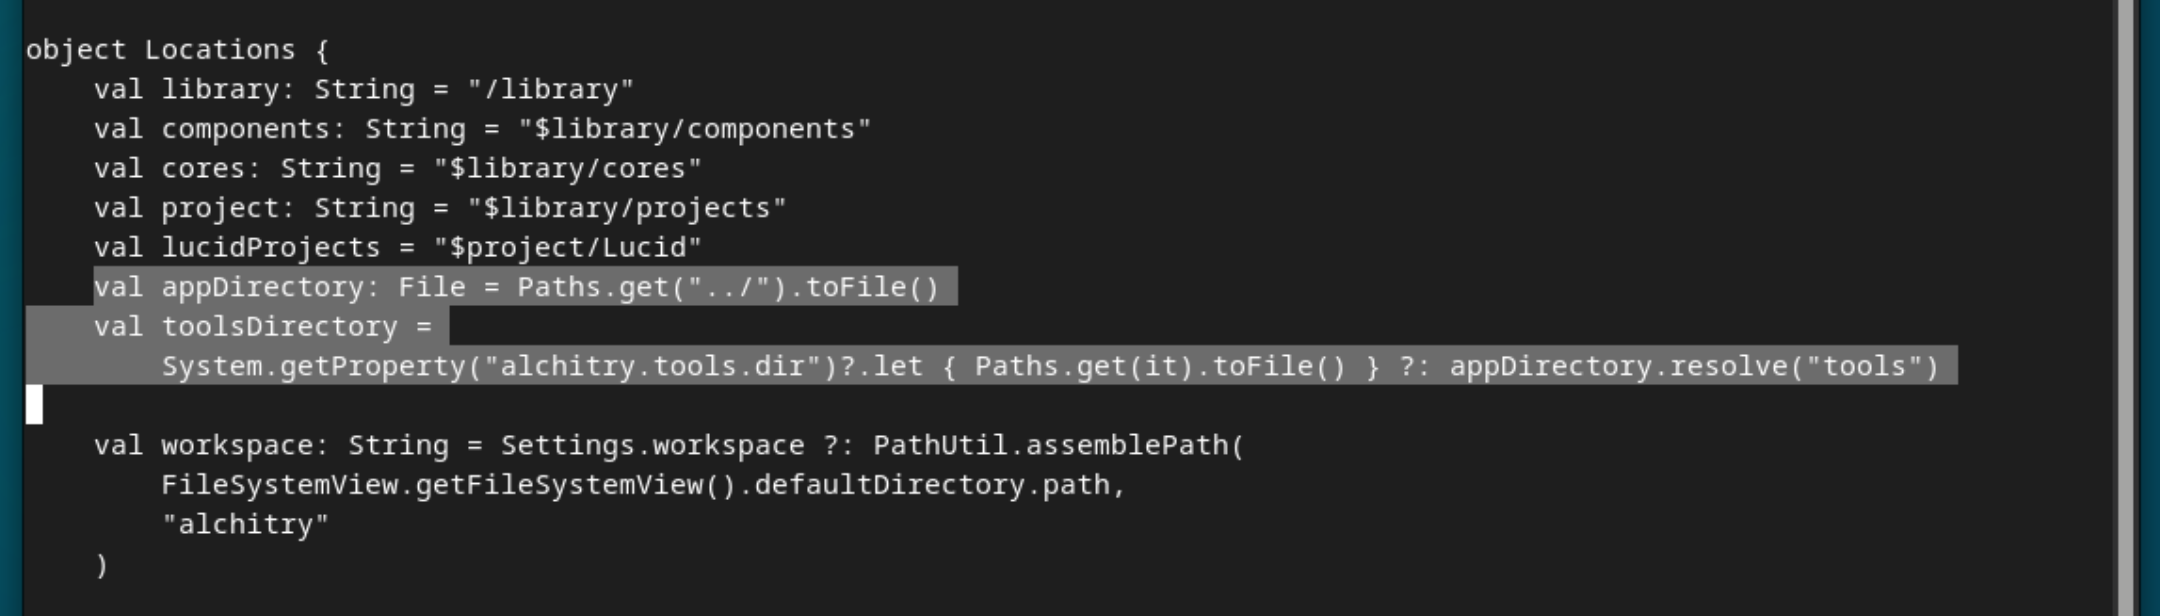 object Locations {
    val library: String = "/library"
    val components: String = "$library/components"
    val cores: String = "$library/cores"
    val project: String = "$library/projects"
    val lucidProjects = "$project/Lucid"
    val appDirectory: File = Paths.get("../").toFile()
    val toolsDirectory =
        System.getProperty("alchitry.tools.dir")?.let { Paths.get(it).toFile() } ?: appDirectory.resolve("tools")

    val workspace: String = Settings.workspace ?: PathUtil.assemblePath(
        FileSystemView.getFileSystemView().defaultDirectory.path,
        "alchitry"
    )